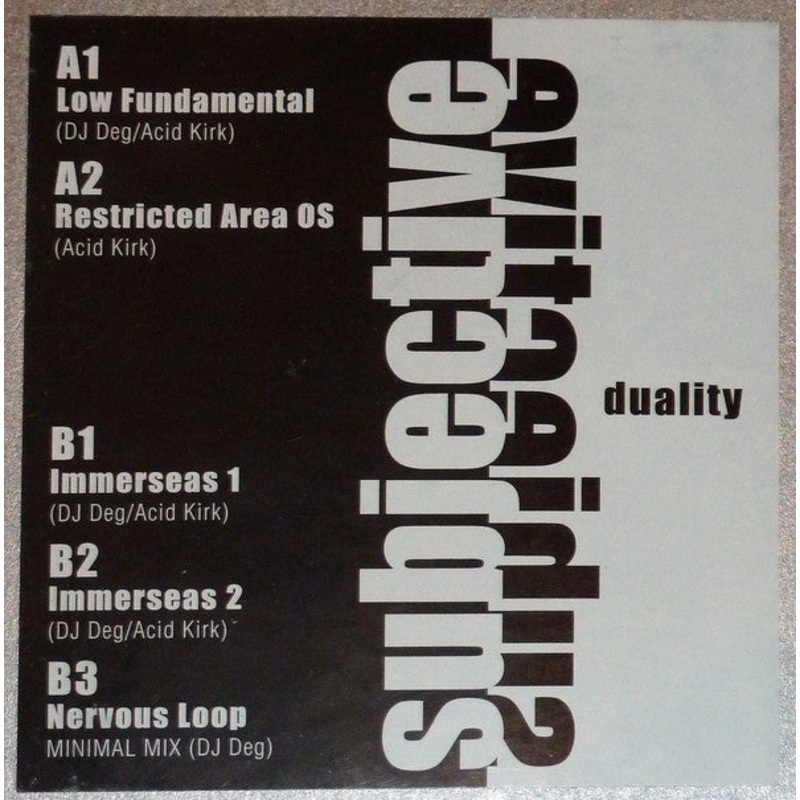 A1
Low Fundamental
(DJ Deg/Acid Kirk)
A2
Restricted Area OS
(Acid Kirk)
B1
Immerseas 1
(DJ Deg/Acid Kirk)
B2
Immerseas 2
(DJ Deg/Acid Kirk)
B3
Nervous Loop
MINIMAL MIX (DJ Deg)
subjective
subjective
duality